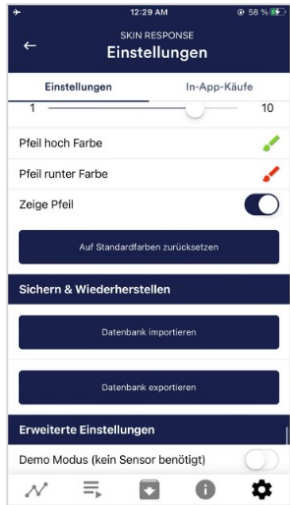 12:29 AM
58 %
SKIN RESPONSE
Einstellungen
Einstellungen
In-App-Käufe
1
10
Pfeil hoch Farbe
Pfeil runter Farbe
Zeige Pfeil
Auf Standardfarben zurücksetzen
Sichern & Wiederherstellen
Datenbank importieren
Datenbank exportieren
Erweiterte Einstellungen
Demo Modus (kein Sensor benötigt)